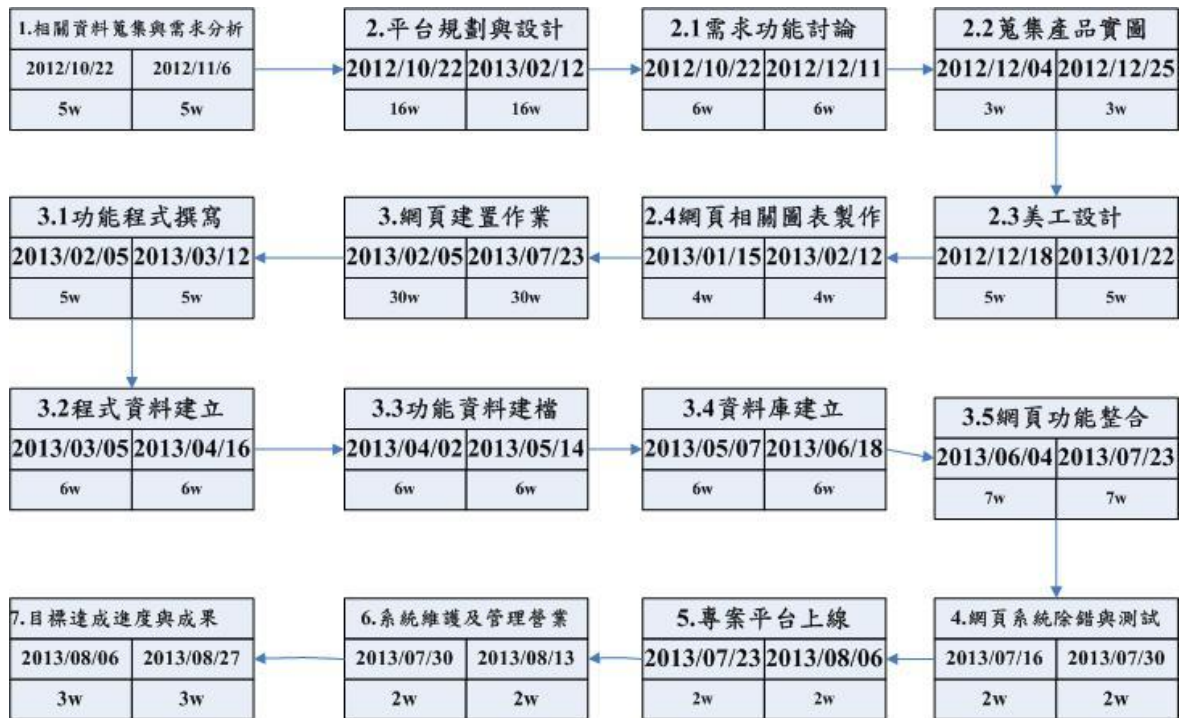 1.相關資料蒐集與需求分析
2012/10/22 2012/11/6
5w 5w
2.平台規劃與設計
2012/10/22 2013/02/12
16w 16w
2.1需求功能討論
2012/10/22 2012/12/11
6w 6w
2.2蒐集產品實圖
2012/12/04 2012/12/25
3w 3w
2.3美工設計
2012/12/18 2013/01/22
5w 5w
2.4網頁相關圖表製作
2013/01/15 2013/02/12
4w 4w
3.網頁建置作業
2013/02/05 2013/07/23
30w 30w
3.1功能程式撰寫
2013/02/05 2013/03/12
5w 5w
3.2程式資料建立
2013/03/05 2013/04/16
6w 6w
3.3功能資料建檔
2013/04/02 2013/05/14
6w 6w
3.4資料庫建立
2013/05/07 2013/06/18
6w 6w
3.5網頁功能整合
2013/06/04 2013/07/23
7w 7w
4.網頁系統除錯與測試
2013/07/16 2013/07/30
2w 2w
5.專案平台上線
2013/07/23 2013/08/06
2w 2w
6.系統維護及管理營業
2013/07/30 2013/08/13
2w 2w
7.目標達成進度與成果
2013/08/06 2013/08/27
3w 3w